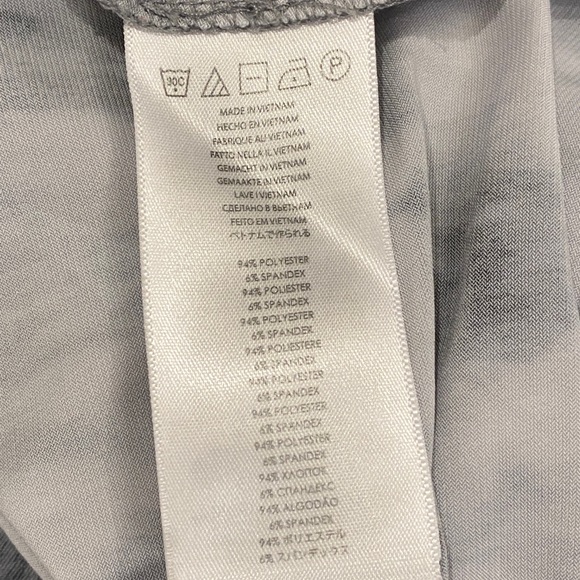 30C
P
MADE IN VIETNAM
HECHO EN VIETNAM
FABRIQUE AU VIETNAM
FATTO NELLA IL VIETNAM
GEMACHT IN VIETNAM
GEMAAKTE IN VIETNAM
LAVE I VIETNAM
СДЕЛАНО В ВЬЕТНАМ
FEITO EM VIETNAM
ベトナムで作られる
94% POLYESTER
6% SPANDEX
94% POLIESTER
6% SPANDEX
94% POLYESTER
6% SPANDEX
94% POLIESTERE
6% SPANDEX
94% POLYESTER
6% SPANDEX
94% POLYESTER
6% SPANDEX
94% POLYESTER
6% SPANDEX
94% ХЛОПОК
6% СПАНДЕКС
94% ALGODÃO
6% SPANDEX
94% ポリエステル
6% スパンデックス